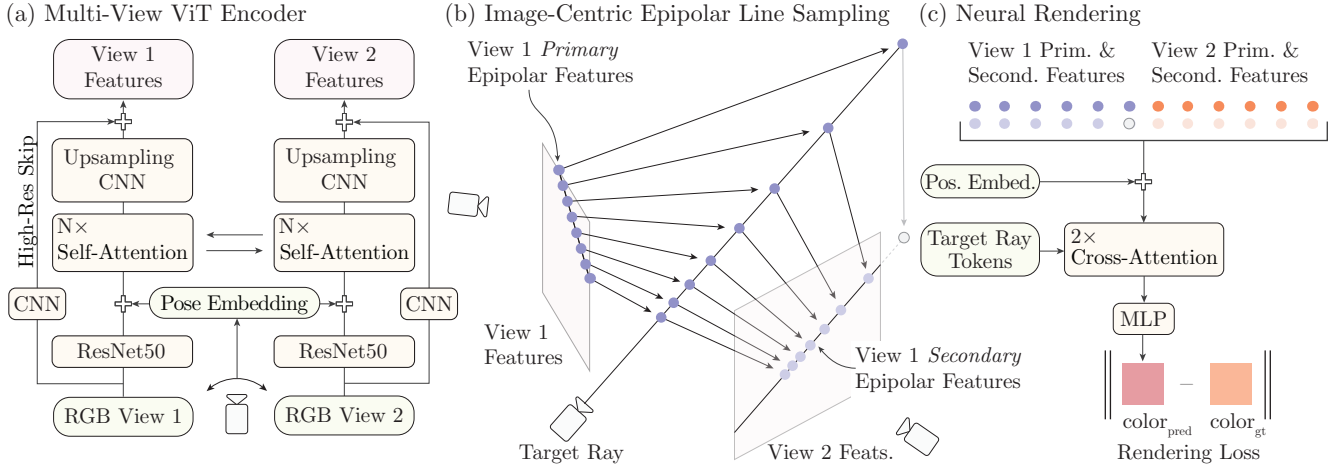 (a) Multi-View ViT Encoder
View 1
Features
View 2
Features
High-Res Skip
Upsampling
CNN
Upsampling
CNN
N×
Self-Attention
N×
Self-Attention
CNN
Pose Embedding
CNN
ResNet50
ResNet50
RGB View 1
RGB View 2
(b) Image-Centric Epipolar Line Sampling
View 1 Primary
Epipolar Features
View 1
Features
View 1 Secondary
Epipolar Features
Target Ray
View 2 Feats.
(c) Neural Rendering
View 1 Prim. &
Second. Features
View 2 Prim. &
Second. Features
Pos. Embed.
Target Ray
Tokens
2×
Cross-Attention
MLP
‖ − ‖
color_pred
color_gt
Rendering Loss